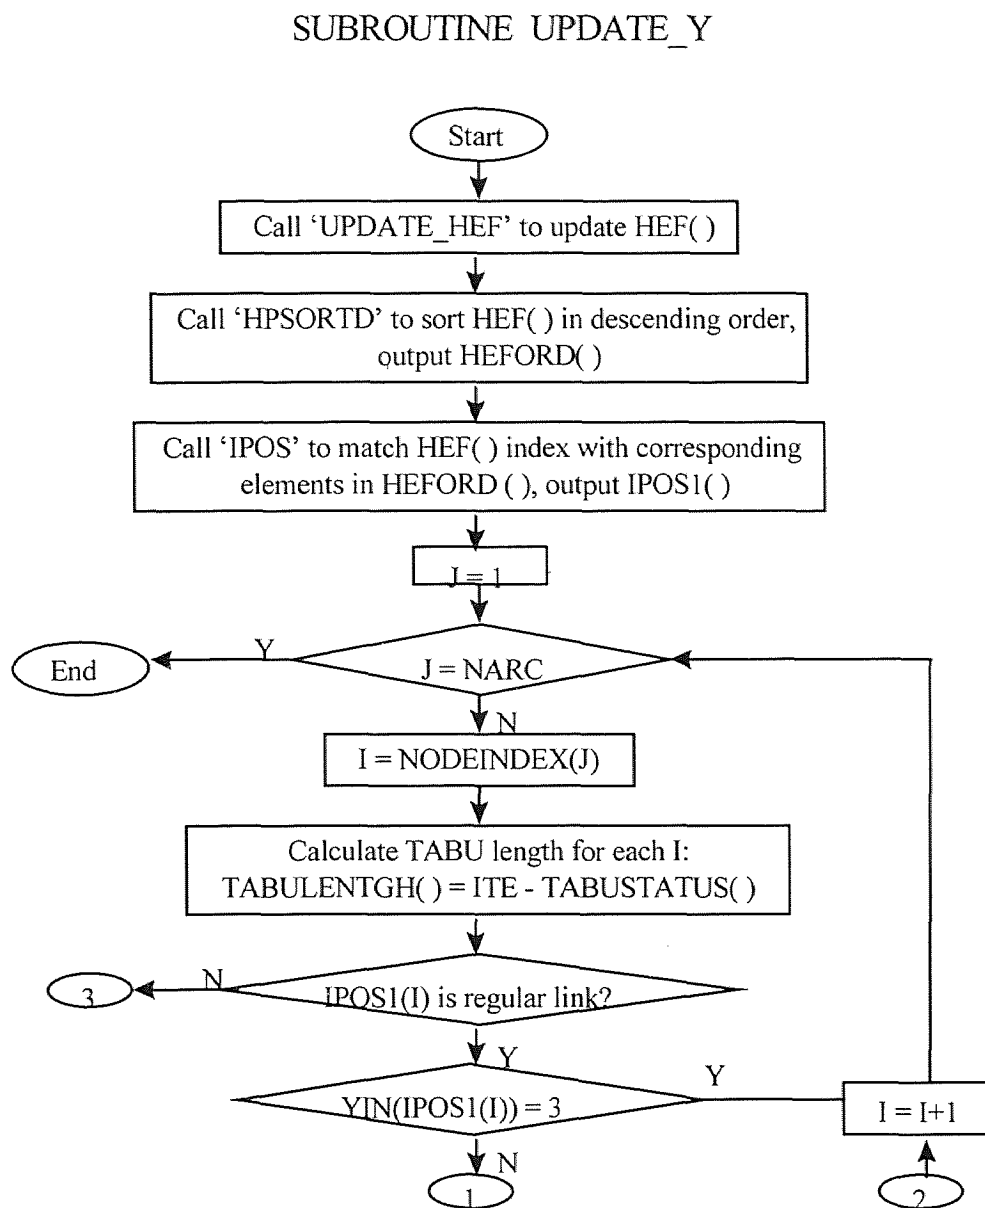 SUBROUTINE UPDATE_Y
Start
Call ‘UPDATE_HEF’ to update HEF( )
Call ‘HPSORTD’ to sort HEF( ) in descending order,
output HEFORD( )
Call ‘IPOS’ to match HEF( ) index with corresponding
elements in HEFORD ( ), output IPOS1( )
J = 1
Y
End
J = NARC
N
I = NODEINDEX(J)
Calculate TABU length for each I:
TABULENTGH( ) = ITE - TABUSTATUS( )
N
3
IPOS1(I) is regular link?
Y
Y
YIN(IPOS1(I)) = 3
I = I+1
N
1
2